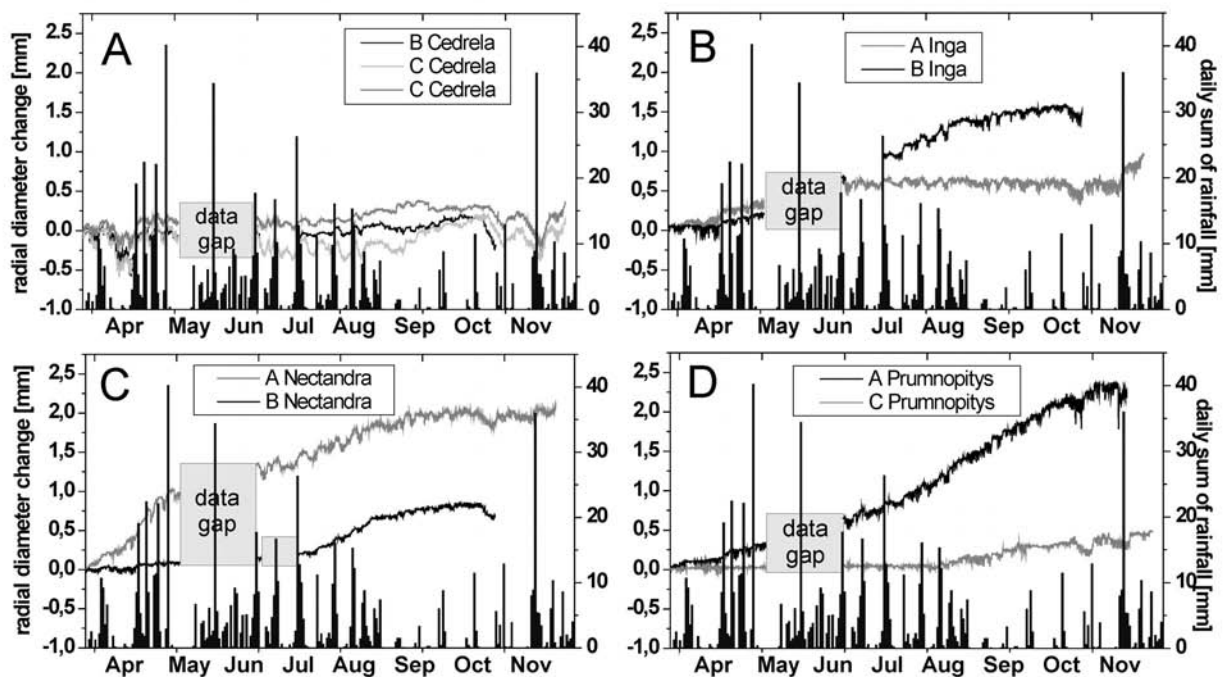 A
B Cedrela
C Cedrela
C Cedrela
data
gap
radial diameter change [mm]
2.5
2.0
1.5
1,0
0.5
0.0
-0.5
-1.0
40
30
20
10
0
Apr May Jun Jul Aug Sep Oct Nov
B
A Inga
B Inga
data
gap
2.5
2.0
1.5
1,0
0.5
0.0
-0.5
-1.0
40
30
20
10
0
daily sum of rainfall [mm]
Apr May Jun Jul Aug Sep Oct Nov
C
A Nectandra
B Nectandra
data
gap
radial diameter change [mm]
2,5
2.0
1.5
1.0
0.5
0.0
-0,5
-1,0
40
30
20
10
0
Apr May Jun Jul Aug Sep Oct Nov
D
A Prumnopitys
C Prumnopitys
data
gap
2,5
2.0
1.5
1.0
0.5
0.0
-0,5
-1,0
40
30
20
10
0
daily sum of rainfall [mm]
Apr May Jun Jul Aug Sep Oct Nov